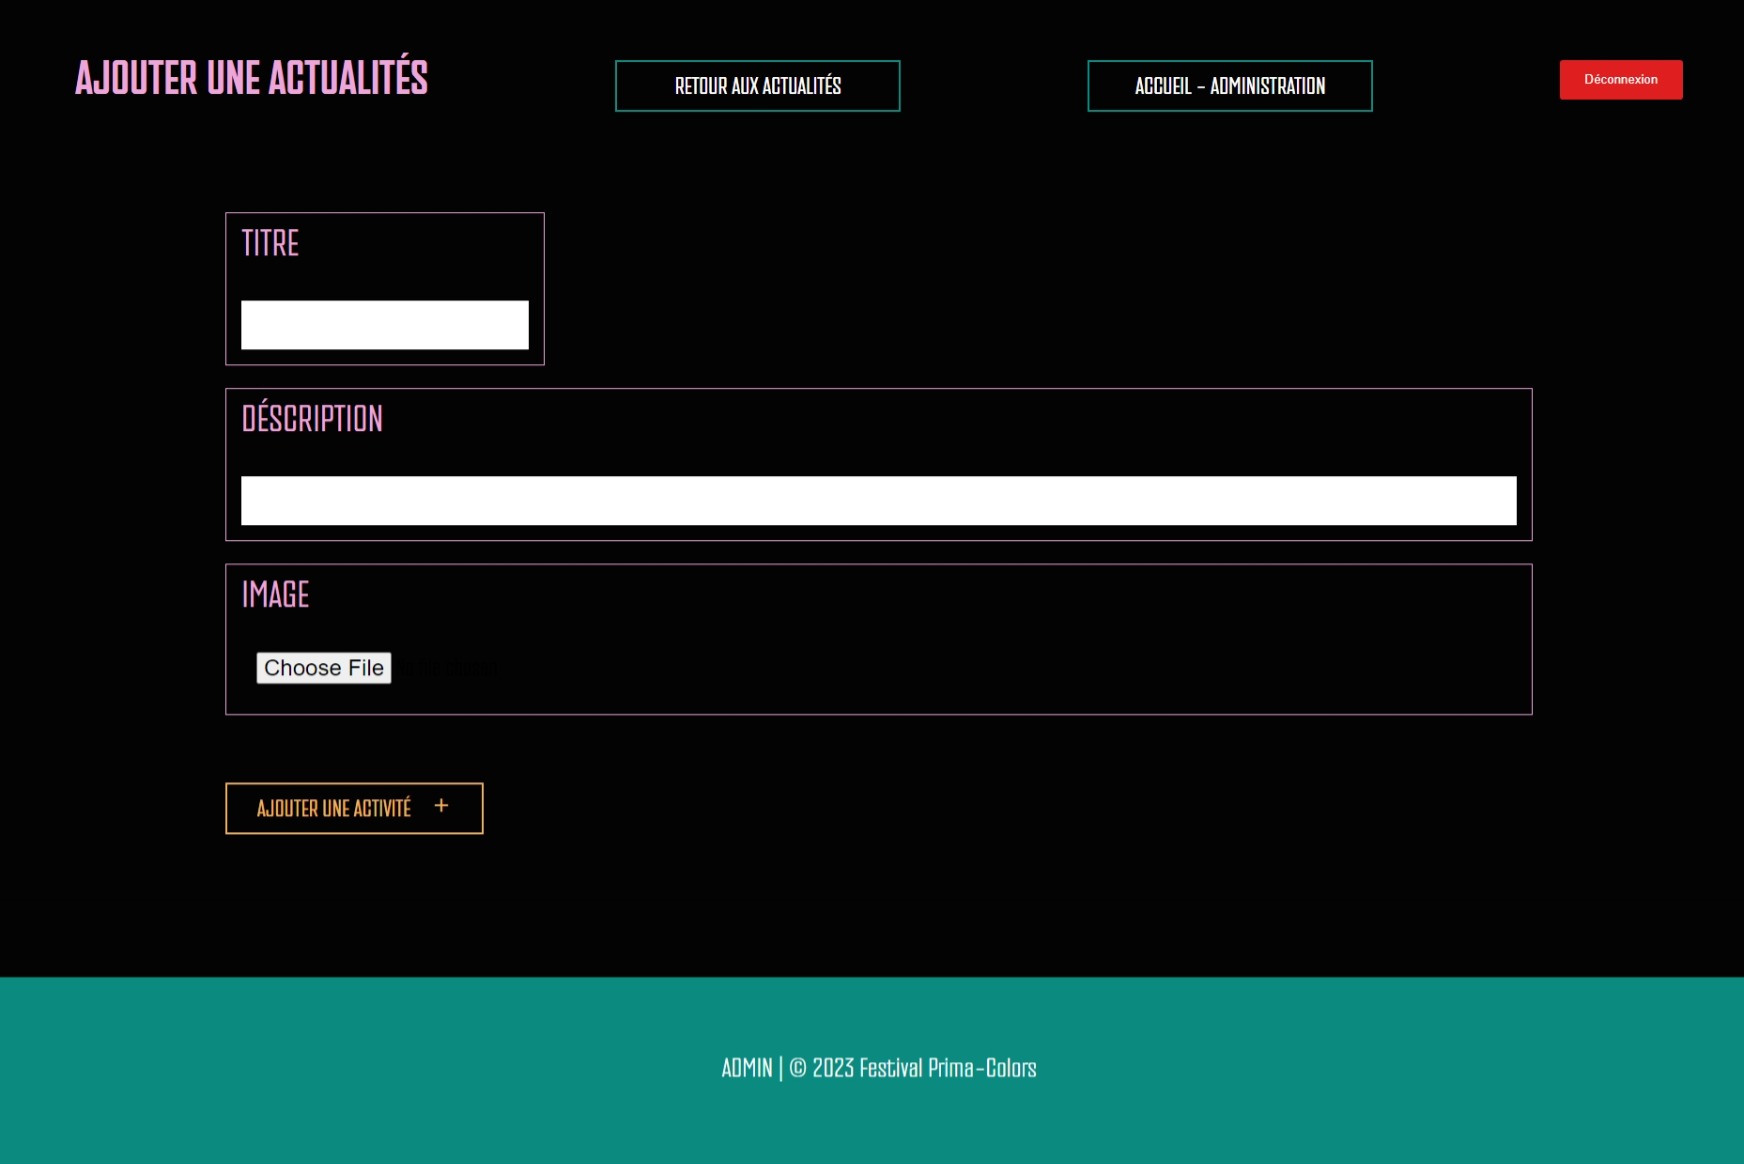 AJOUTER UNE ACTUALITÉS
RETOUR AUX ACTUALITÉS
ACCUEIL - ADMINISTRATION
Déconnexion
TITRE
DÉSCRIPTION
IMAGE
Choose File
AJOUTER UNE ACTIVITÉ +
ADMIN | © 2023 Festival Prima-Colors